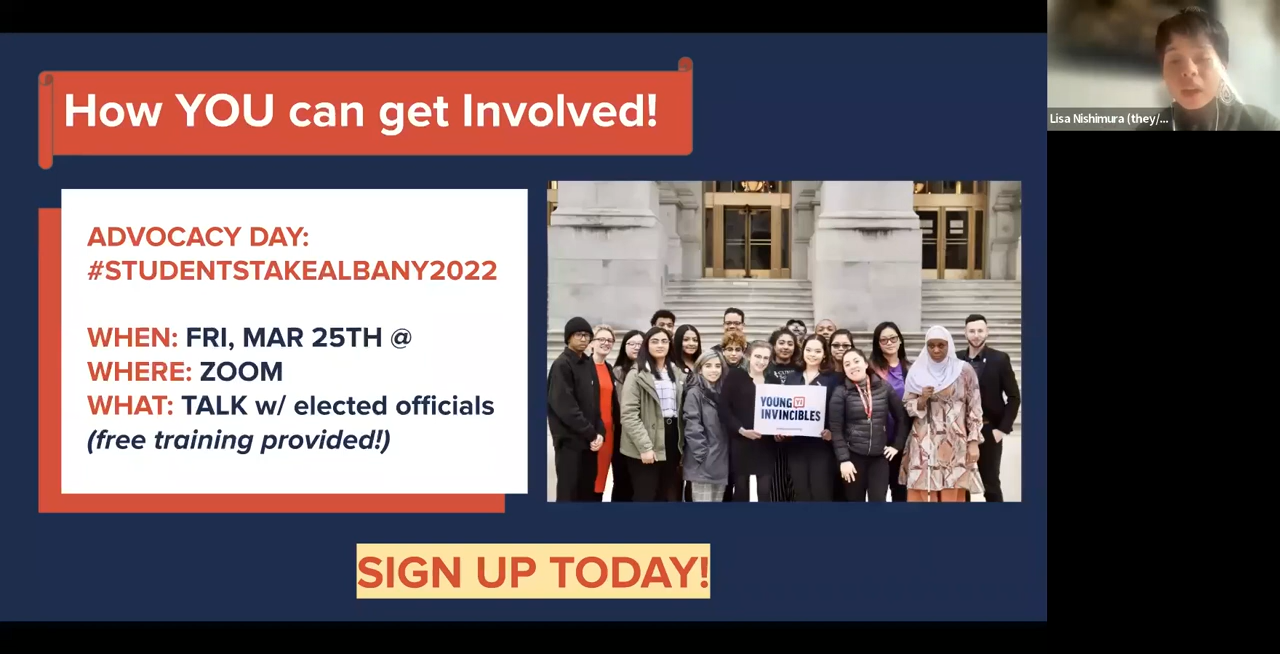 How YOU can get Involved!
ADVOCACY DAY:
#STUDENTSTAKEALBANY2022
WHEN: FRI, MAR 25TH @
WHERE: ZOOM
WHAT: TALK w/ elected officials
(free training provided!)
YOUNG Yi
INVINCIBLES
SIGN UP TODAY!
Lisa Nishimura (they/...